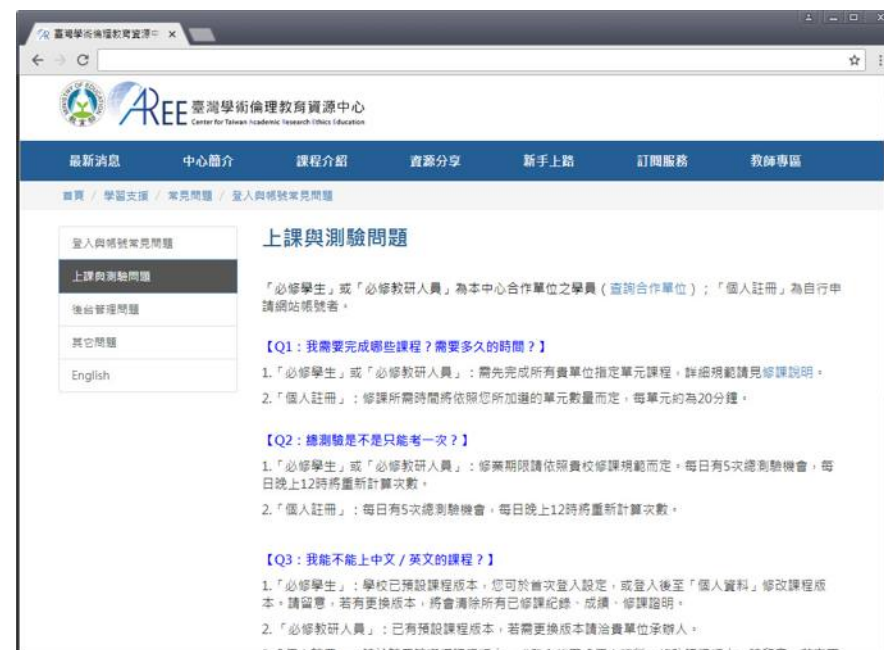 臺灣學術倫理教育資源中
AREE 臺灣學術倫理教育資源中心
Center for Taiwan Academic Research Ethics Education
最新消息 中心簡介 課程介紹 資源分享 新手上路 訂閱服務 教師專區
首頁 / 學習支援 / 常見問題 / 登入與帳號常見問題
登入與帳號常見問題
上課與測驗問題
後台管理問題
其它問題
English
上課與測驗問題
「必修學生」或「必修教研人員」為本中心合作單位之學員（查詢合作單位）；「個人註冊」為自行申
請網站帳號者。
【Q1：我需要完成哪些課程？需要多久的時間？】
1.「必修學生」或「必修教研人員」：需先完成所有貴單位指定單元課程，詳細規範請見修課說明。
2.「個人註冊」：修課所需時間將依照您所加選的單元數量而定，每單元約為20分鐘。
【Q2：總測驗是不是只能考一次？】
1.「必修學生」或「必修教研人員」：修業期限請依照貴校修課規範而定。每日有5次總測驗機會，每
日晚上12時將重新計算次數。
2.「個人註冊」：每日有5次總測驗機會，每日晚上12時將重新計算次數。
【Q3：我能不能上中文 / 英文的課程？】
1.「必修學生」：學校已預設課程版本，您可於首次登入設定，或登入後至「個人資料」修改課程版
本。請留意，若有更換版本，將會清除所有已修課紀錄、成績、修課證明。
2.「必修教研人員」：已有預設課程版本，若需更換版本請洽貴單位承辦人。